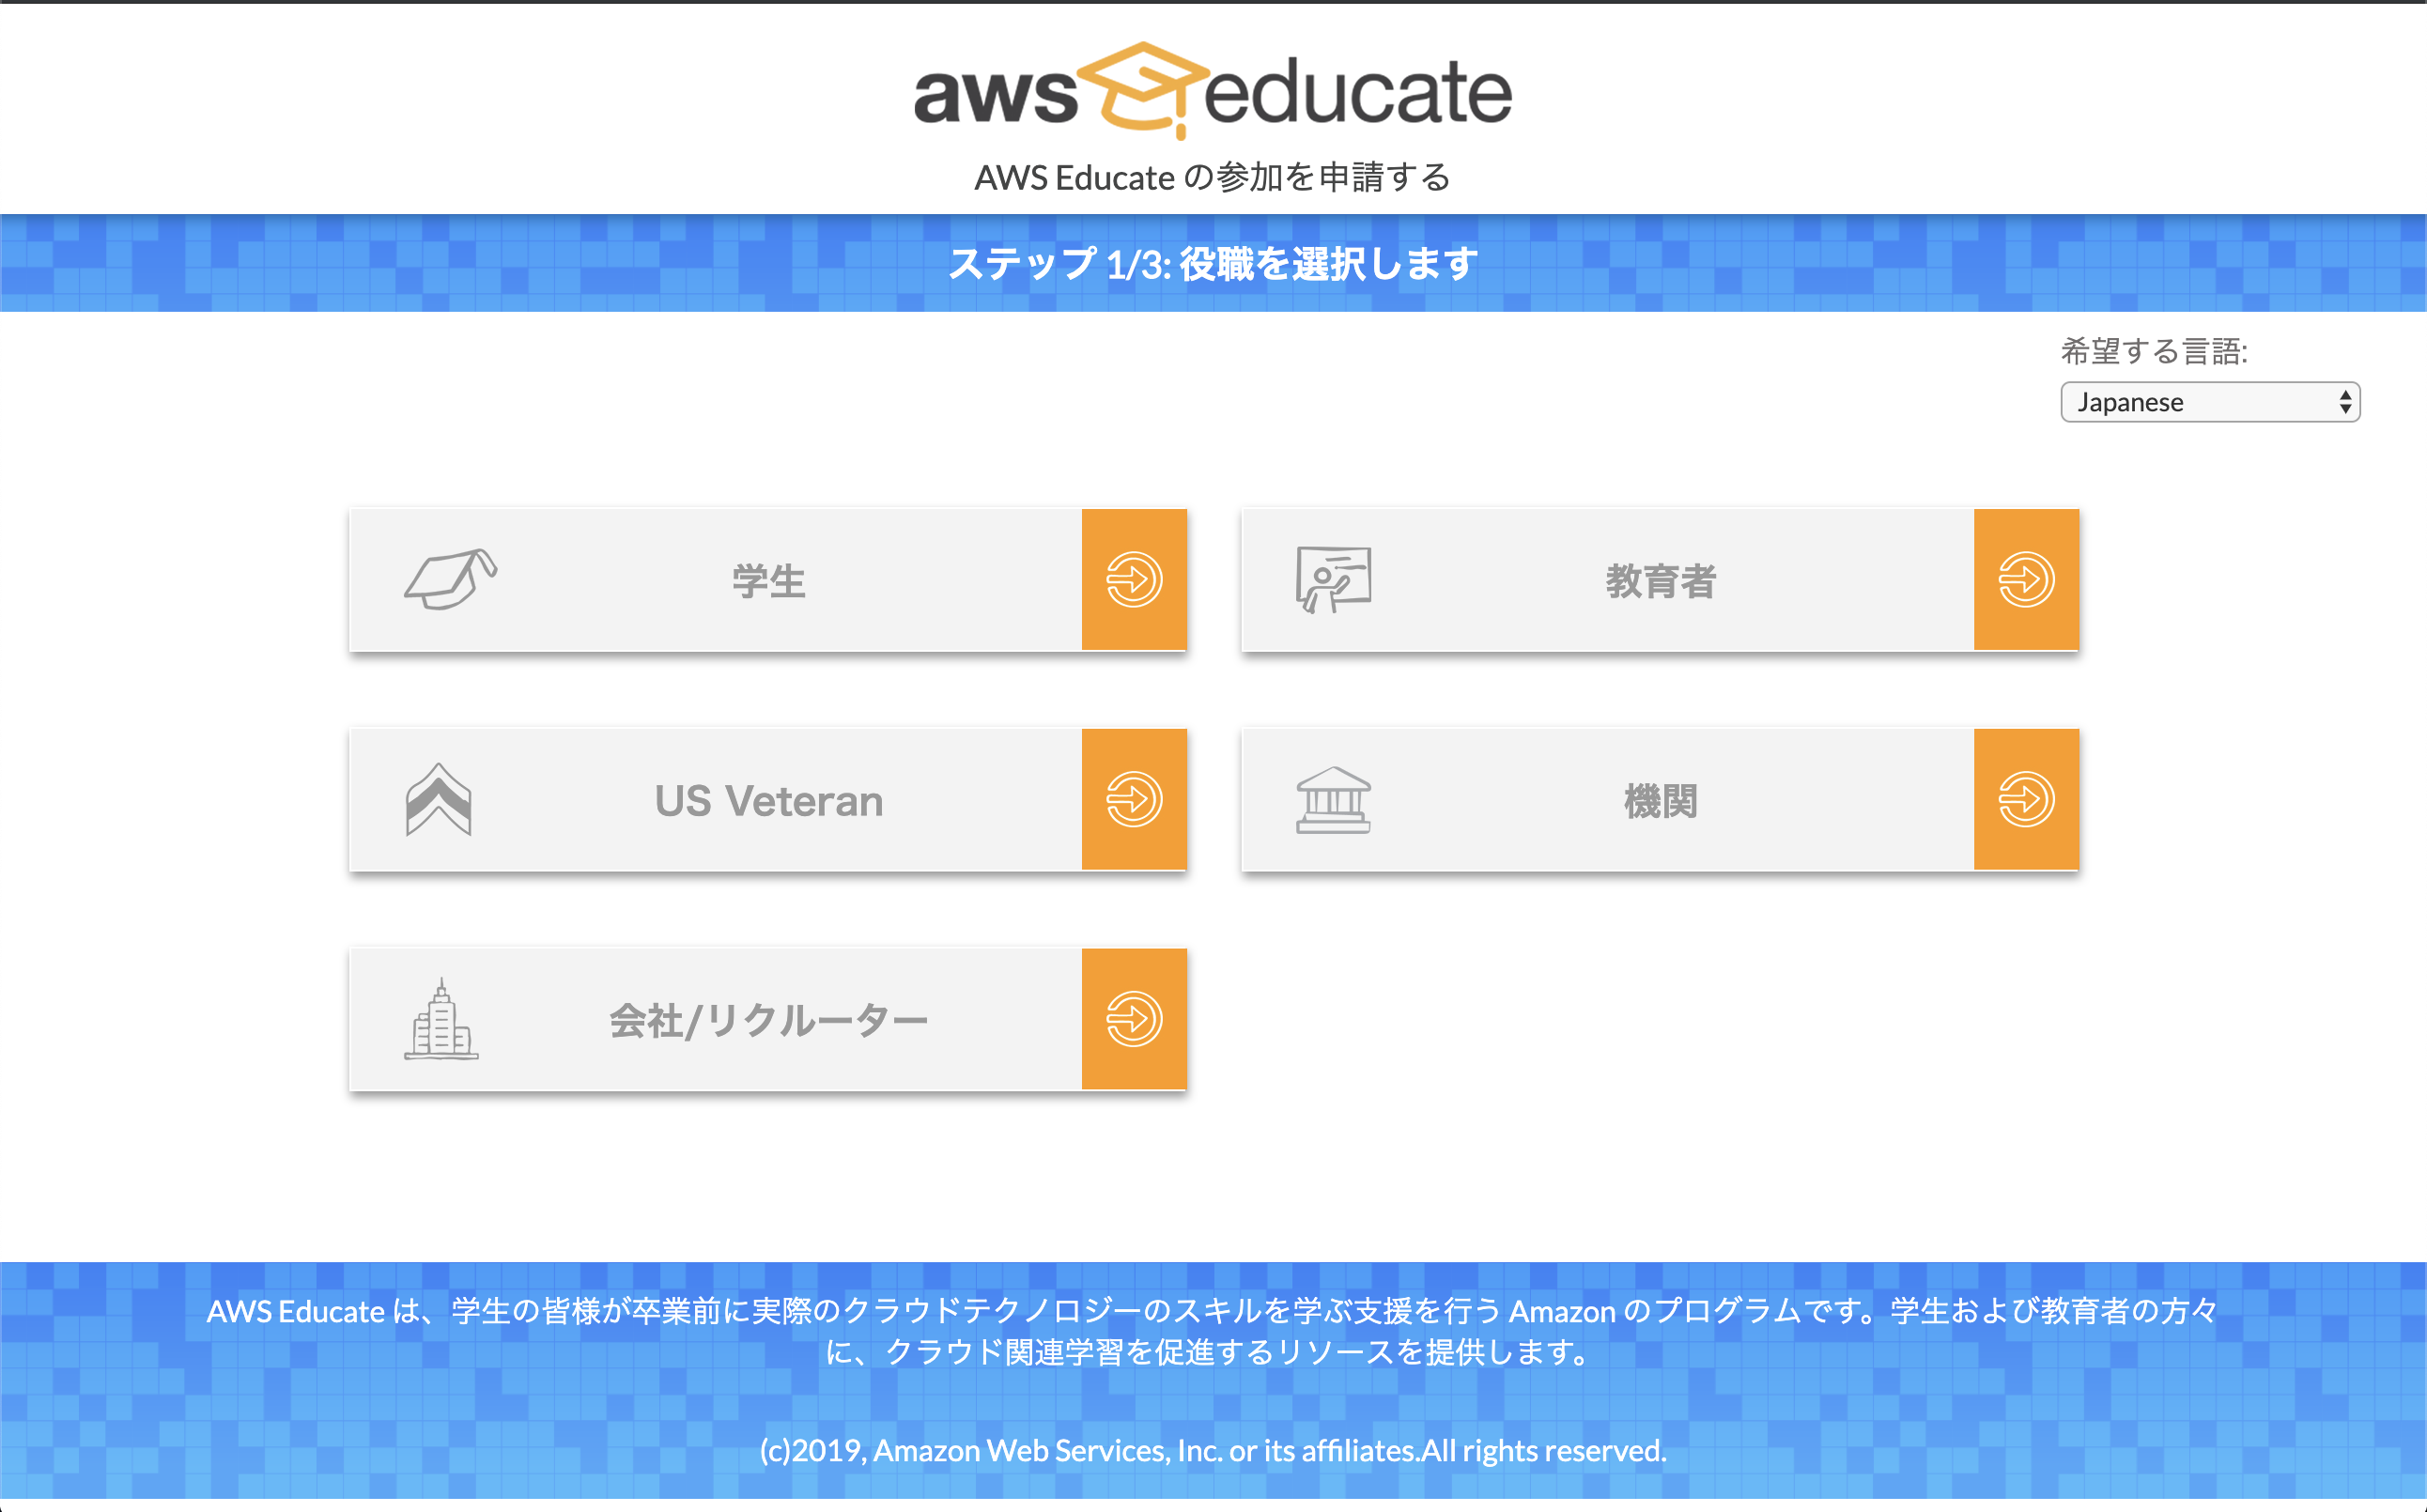 aws educate
AWS Educate の参加を申請する
ステップ 1/3: 役職を選択します
希望する言語:
Japanese
学生
教育者
US Veteran
機関
会社/リクルーター
AWS Educate は、学生の皆様が卒業前に実際のクラウドテクノロジーのスキルを学ぶ支援を行う Amazon のプログラムです。学生および教育者の方々
に、クラウド関連学習を促進するリソースを提供します。
(c)2019, Amazon Web Services, Inc. or its affiliates.All rights reserved.